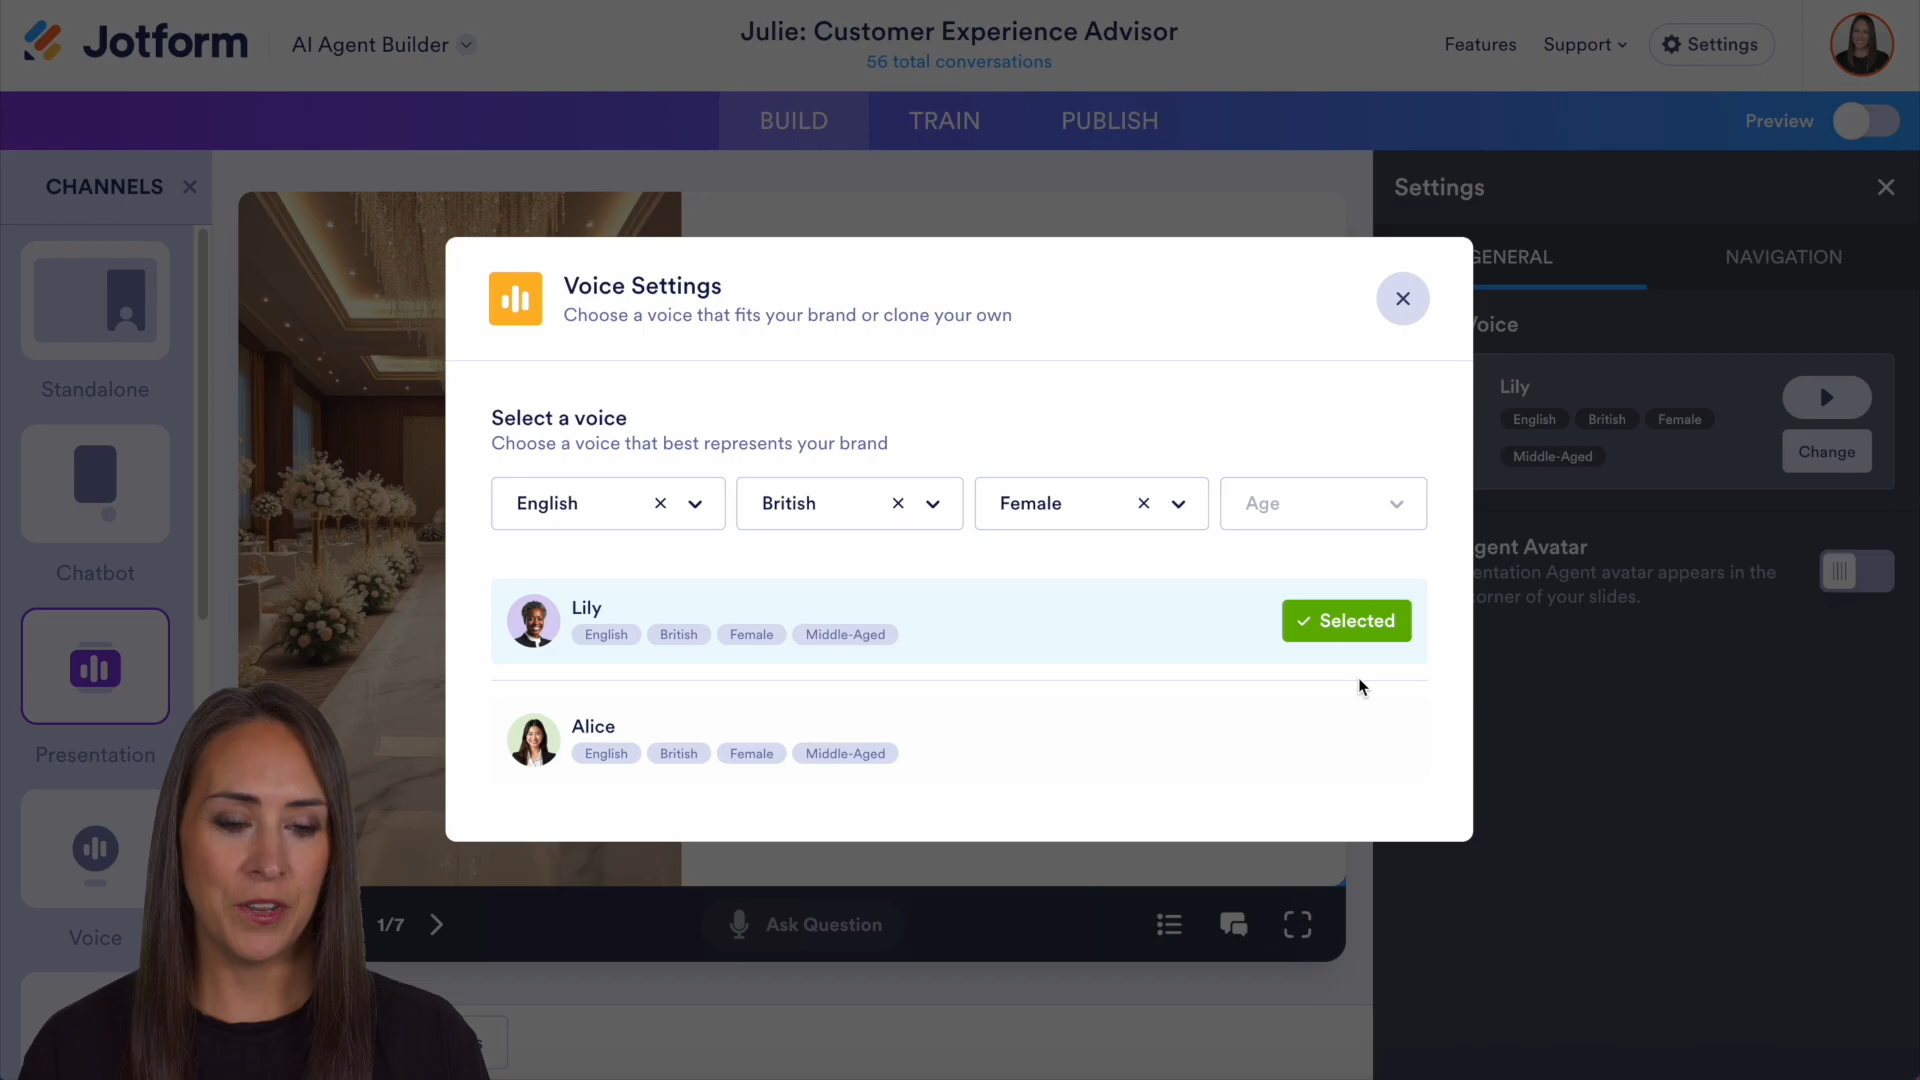 Jotform
AI Agent Builder
Julie: Customer Experience Advisor
56 total conversations
Features
Support
Settings
BUILD
TRAIN
PUBLISH
Preview
CHANNELS
Standalone
Chatbot
Presentation
Voice
Voice Settings
Choose a voice that fits your brand or clone your own
Select a voice
Choose a voice that best represents your brand
English
British
Female
Age
Lily
English
British
Female
Middle-Aged
Selected
Alice
English
British
Female
Middle-Aged
1/7
Ask Question
Settings
GENERAL
NAVIGATION
Voice
Lily
English
British
Female
Middle-Aged
Change
gent Avatar
entation Agent avatar appears in the
orner of your slides.